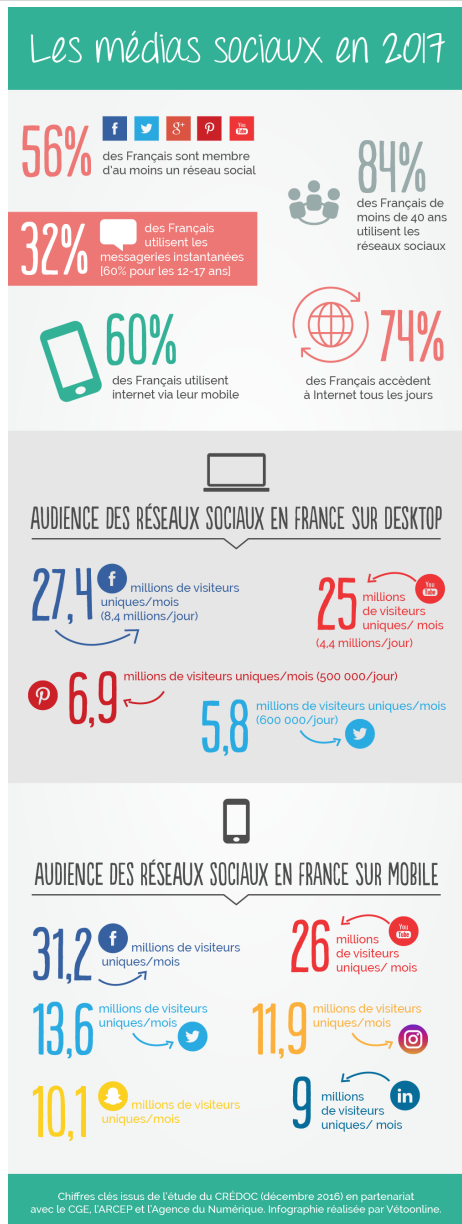 Les médias sociaux en 2017
56%
f
g+
You
Tube
des Français sont membre
d'au moins un réseau social
84%
des Français de
moins de 40 ans
utilisent les
réseaux sociaux
32%
des Français
utilisent les
messageries instantanées
[60% pour les 12-17 ans]
60%
des Français utilisent
internet via leur mobile
74%
des Français accèdent
à Internet tous les jours
AUDIENCE DES RÉSEAUX SOCIAUX EN FRANCE SUR DESKTOP
27,4
f
millions de visiteurs
uniques/mois
(8,4 millions/jour)
25
You
Tube
millions
de visiteurs
uniques/ mois
(4,4 millions/jour)
6,9
millions de visiteurs uniques/mois (500 000/jour)
5,8
millions de visiteurs uniques/mois
(600 000/jour)
AUDIENCE DES RÉSEAUX SOCIAUX EN FRANCE SUR MOBILE
31,2
f
millions de visiteurs
uniques/mois
26
You
Tube
millions
de visiteurs
uniques/ mois
13,6
millions de visiteurs
uniques/mois
11,9
millions de visiteurs
uniques/mois
10,1
millions de visiteurs
uniques/mois
9
in
millions
de visiteurs
uniques/ mois
Chiffres clés issus de l'étude du CRÉDOC (décembre 2016) en partenariat
avec le CGE, l'ARCEP et l'Agence du Numérique. Infographie réalisée par Vétoonline.